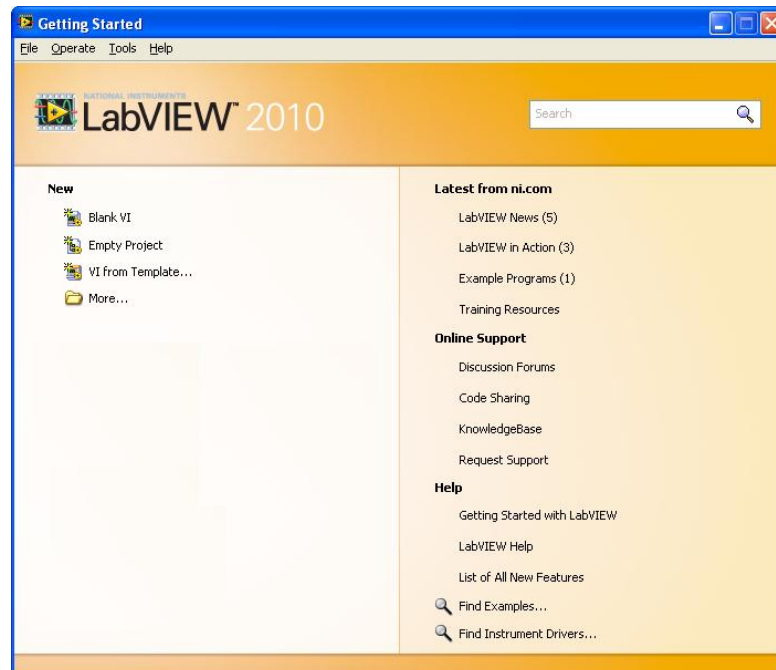 Getting Started
File Operate Tools Help
NATIONAL INSTRUMENTS
LabVIEW™ 2010
Search
New
Blank VI
Empty Project
VI from Template...
More...
Latest from ni.com
LabVIEW News (5)
LabVIEW in Action (3)
Example Programs (1)
Training Resources
Online Support
Discussion Forums
Code Sharing
KnowledgeBase
Request Support
Help
Getting Started with LabVIEW
LabVIEW Help
List of All New Features
Find Examples...
Find Instrument Drivers...